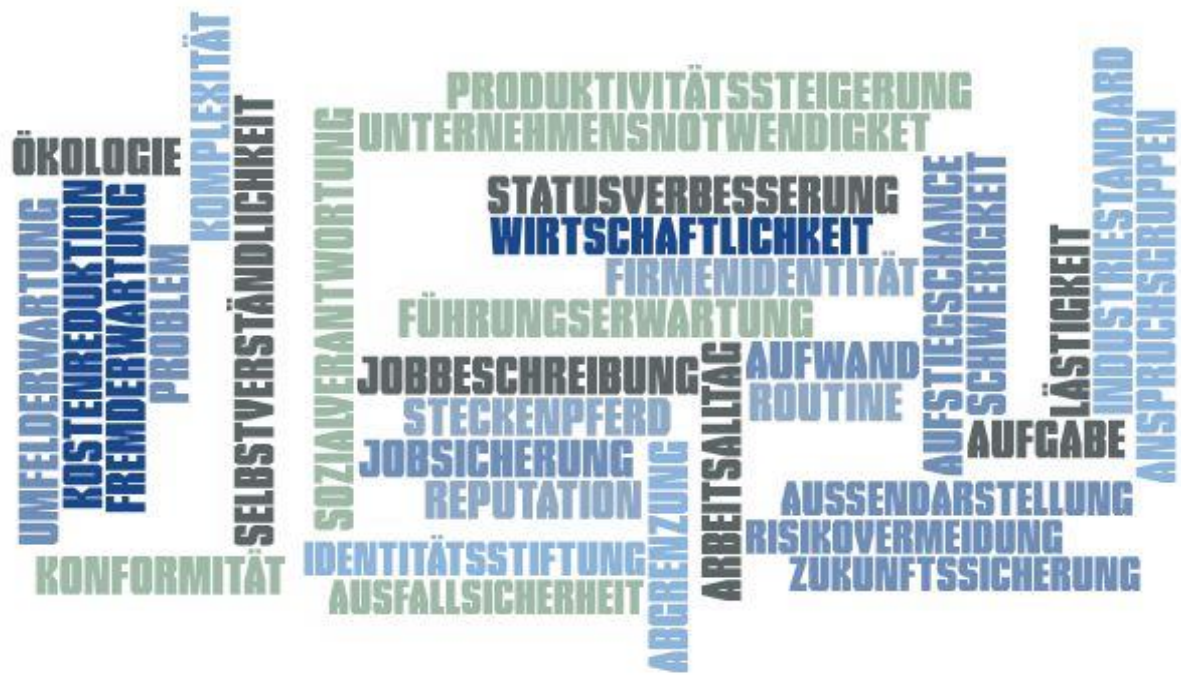 KOMPLEXITÄT
ÖKOLOGIE
UMFELDERWARTUNG
KOSTENREDUKTION
FREMDERWARTUNG
PROBLEM
SELBSTVERSTÄNDLICHKEIT
KONFORMITÄT
SOZIALVERANTWORTUNG
PRODUKTIVITÄTSSTEIGERUNG
UNTERNEHMENSNOTWENDIGKET
STATUSVERBESSERUNG
WIRTSCHAFTLICHKEIT
FIRMENIDENTITÄT
FÜHRUNGSERWARTUNG
JOBBESCHREIBUNG
STECKENPFERD
JOBSICHERUNG
REPUTATION
IDENTITÄTSSTIFTUNG
AUSFALLSICHERHEIT
ABGRENZUNG
ARBEITSALLTAG
AUFWAND
ROUTINE
AUFSTIEGSCHANCE
SCHWIERIGKEIT
LÄSTIGKEIT
INDUSTRIESTANDARD
ANSPRUCHSGRUPPEN
AUFGABE
AUSSENDARSTELLUNG
RISIKOVERMEIDUNG
ZUKUNFTSSICHERUNG